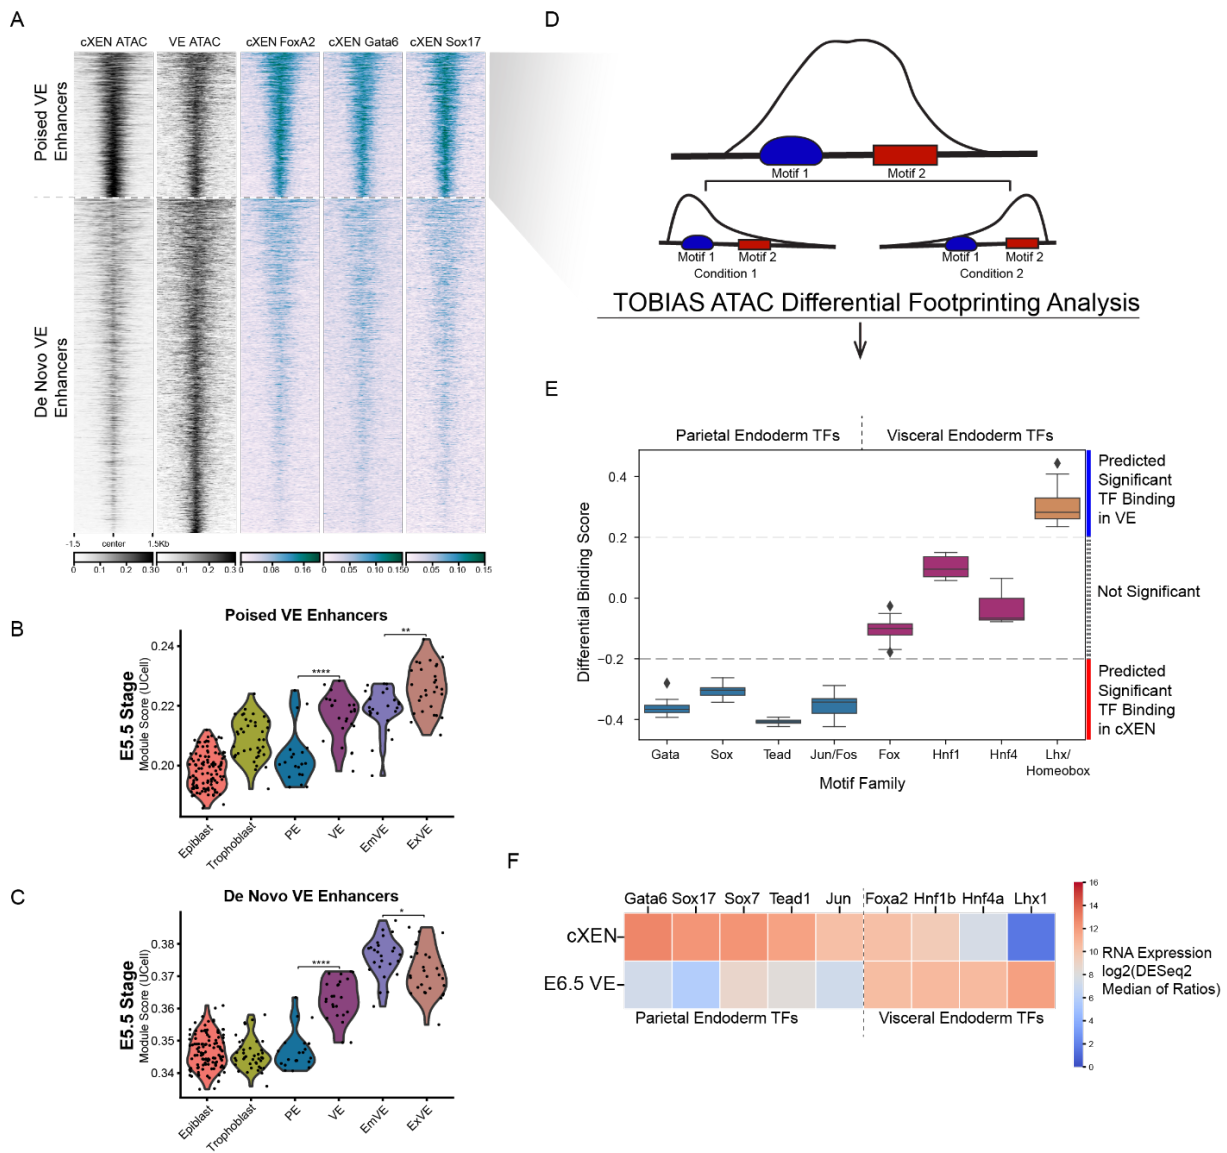 A
cXEN ATAC
VE ATAC
cXEN FoxA2
cXEN Gata6
cXEN Sox17
Poised VE
Enhancers
De Novo VE
Enhancers
-1.5
center
1.5Kb
0 0.1 0.2 0.3
0 0.1 0.2 0.3
0 0.08 0.16
0 0.05 0.10 0.15
0.00 0.05 0.10 0.15
B
Poised VE Enhancers
E5.5 Stage
Module Score (UCell)
0.24
0.22
0.20
****
**
Epiblast
Trophoblast
PE
VE
EmVE
ExVE
C
De Novo VE Enhancers
E5.5 Stage
Module Score (UCell)
0.38
0.37
0.36
0.35
0.34
****
*
Epiblast
Trophoblast
PE
VE
EmVE
ExVE
D
Motif 1
Motif 2
Motif 1 Motif 2
Condition 1
Motif 1 Motif 2
Condition 2
TOBIAS ATAC Differential Footprinting Analysis
E
Parietal Endoderm TFs
Visceral Endoderm TFs
Differential Binding Score
0.4
0.2
0.0
−0.2
−0.4
Predicted
Significant
TF Binding
in VE
Not Significant
Predicted
Significant
TF Binding
in cXEN
Gata
Sox
Tead
Jun/Fos
Fox
Hnf1
Hnf4
Lhx/
Homeobox
Motif Family
F
Gata6 Sox17 Sox7 Tead1 Jun Foxa2 Hnf1b Hnf4a Lhx1
cXEN
E6.5 VE
Parietal Endoderm TFs
Visceral Endoderm TFs
16
14
12
10
8
6
4
2
0
RNA Expression
log2(DESeq2
Median of Ratios)